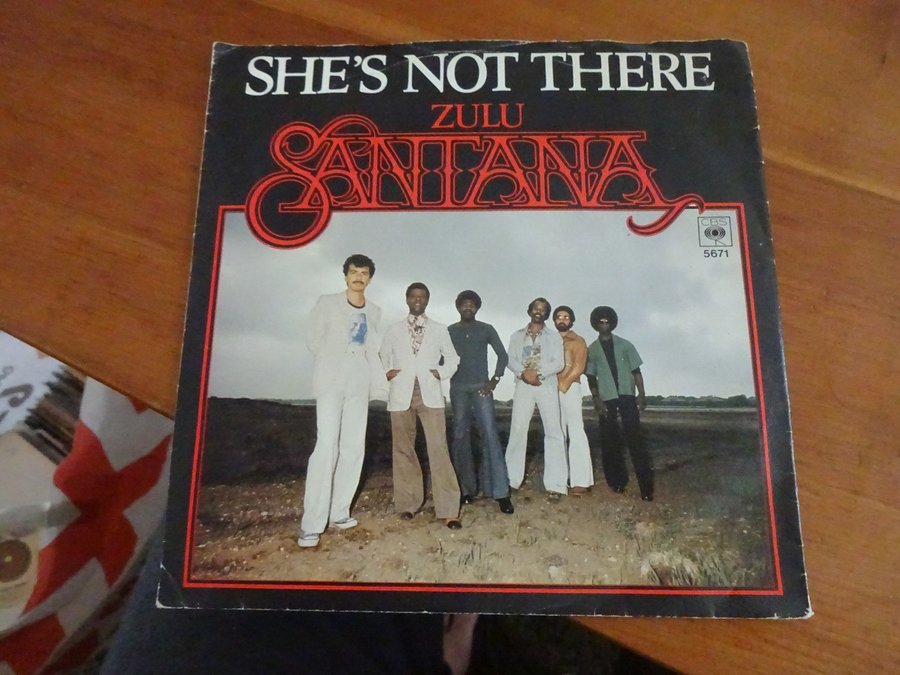 SHE'S NOT THERE
ZULU
SANTANA
CBS
5671